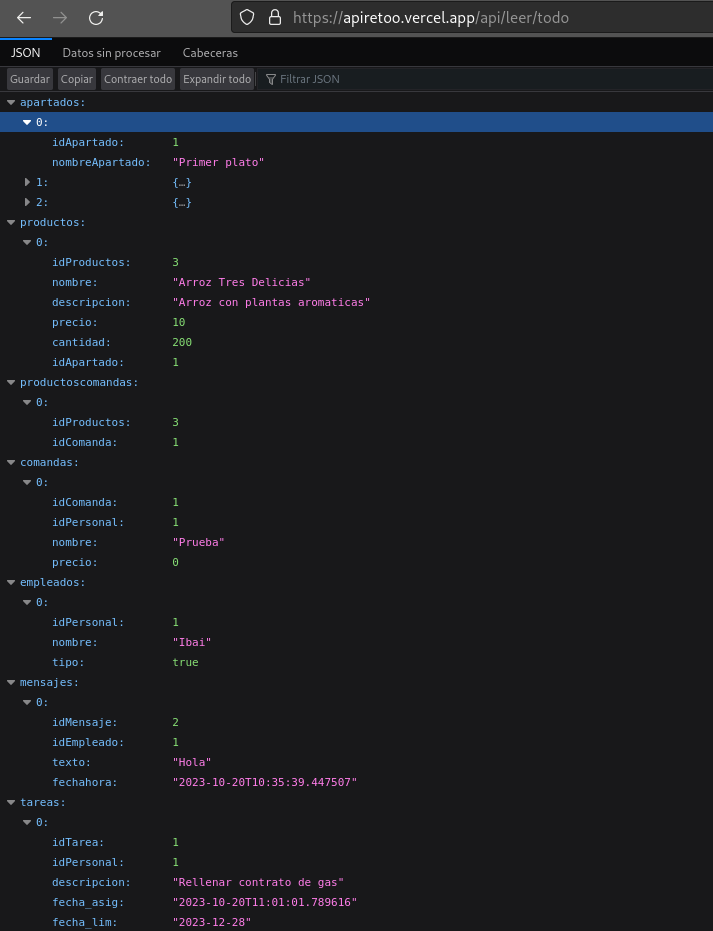 https://apiretoo.vercel.app/api/leer/todo
JSON Datos sin procesar Cabeceras
Guardar Copiar Contraer todo Expandir todo Filtrar JSON
apartados:
0:
idApartado: 1
nombreApartado: "Primer plato"
1: {…}
2: {…}
productos:
0:
idProductos: 3
nombre: "Arroz Tres Delicias"
descripcion: "Arroz con plantas aromaticas"
precio: 10
cantidad: 200
idApartado: 1
productoscomandas:
0:
idProductos: 3
idComanda: 1
comandas:
0:
idComanda: 1
idPersonal: 1
nombre: "Prueba"
precio: 0
empleados:
0:
idPersonal: 1
nombre: "Ibai"
tipo: true
mensajes:
0:
idMensaje: 2
idEmpleado: 1
texto: "Hola"
fechahora: "2023-10-20T10:35:39.447507"
tareas:
0:
idTarea: 1
idPersonal: 1
descripcion: "Rellenar contrato de gas"
fecha_asig: "2023-10-20T11:01:01.789616"
fecha_lim: "2023-12-28"